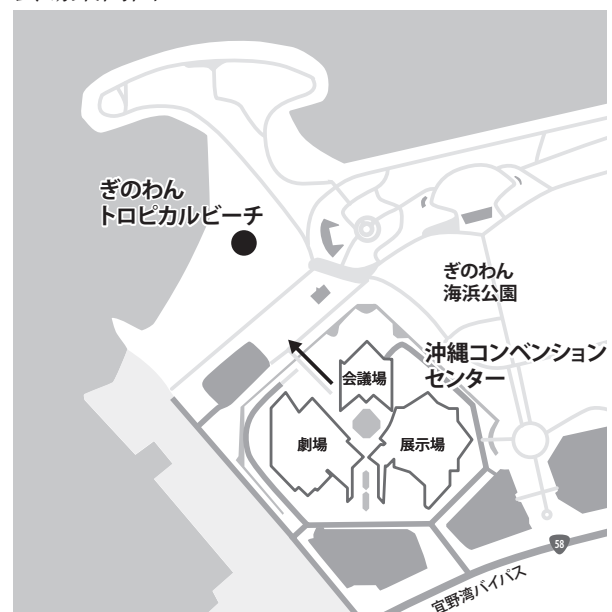 ぎのわん
トロピカルビーチ
ぎのわん
海浜公園
沖縄コンベンション
センター
会議場
劇場
展示場
58
宜野湾バイパス